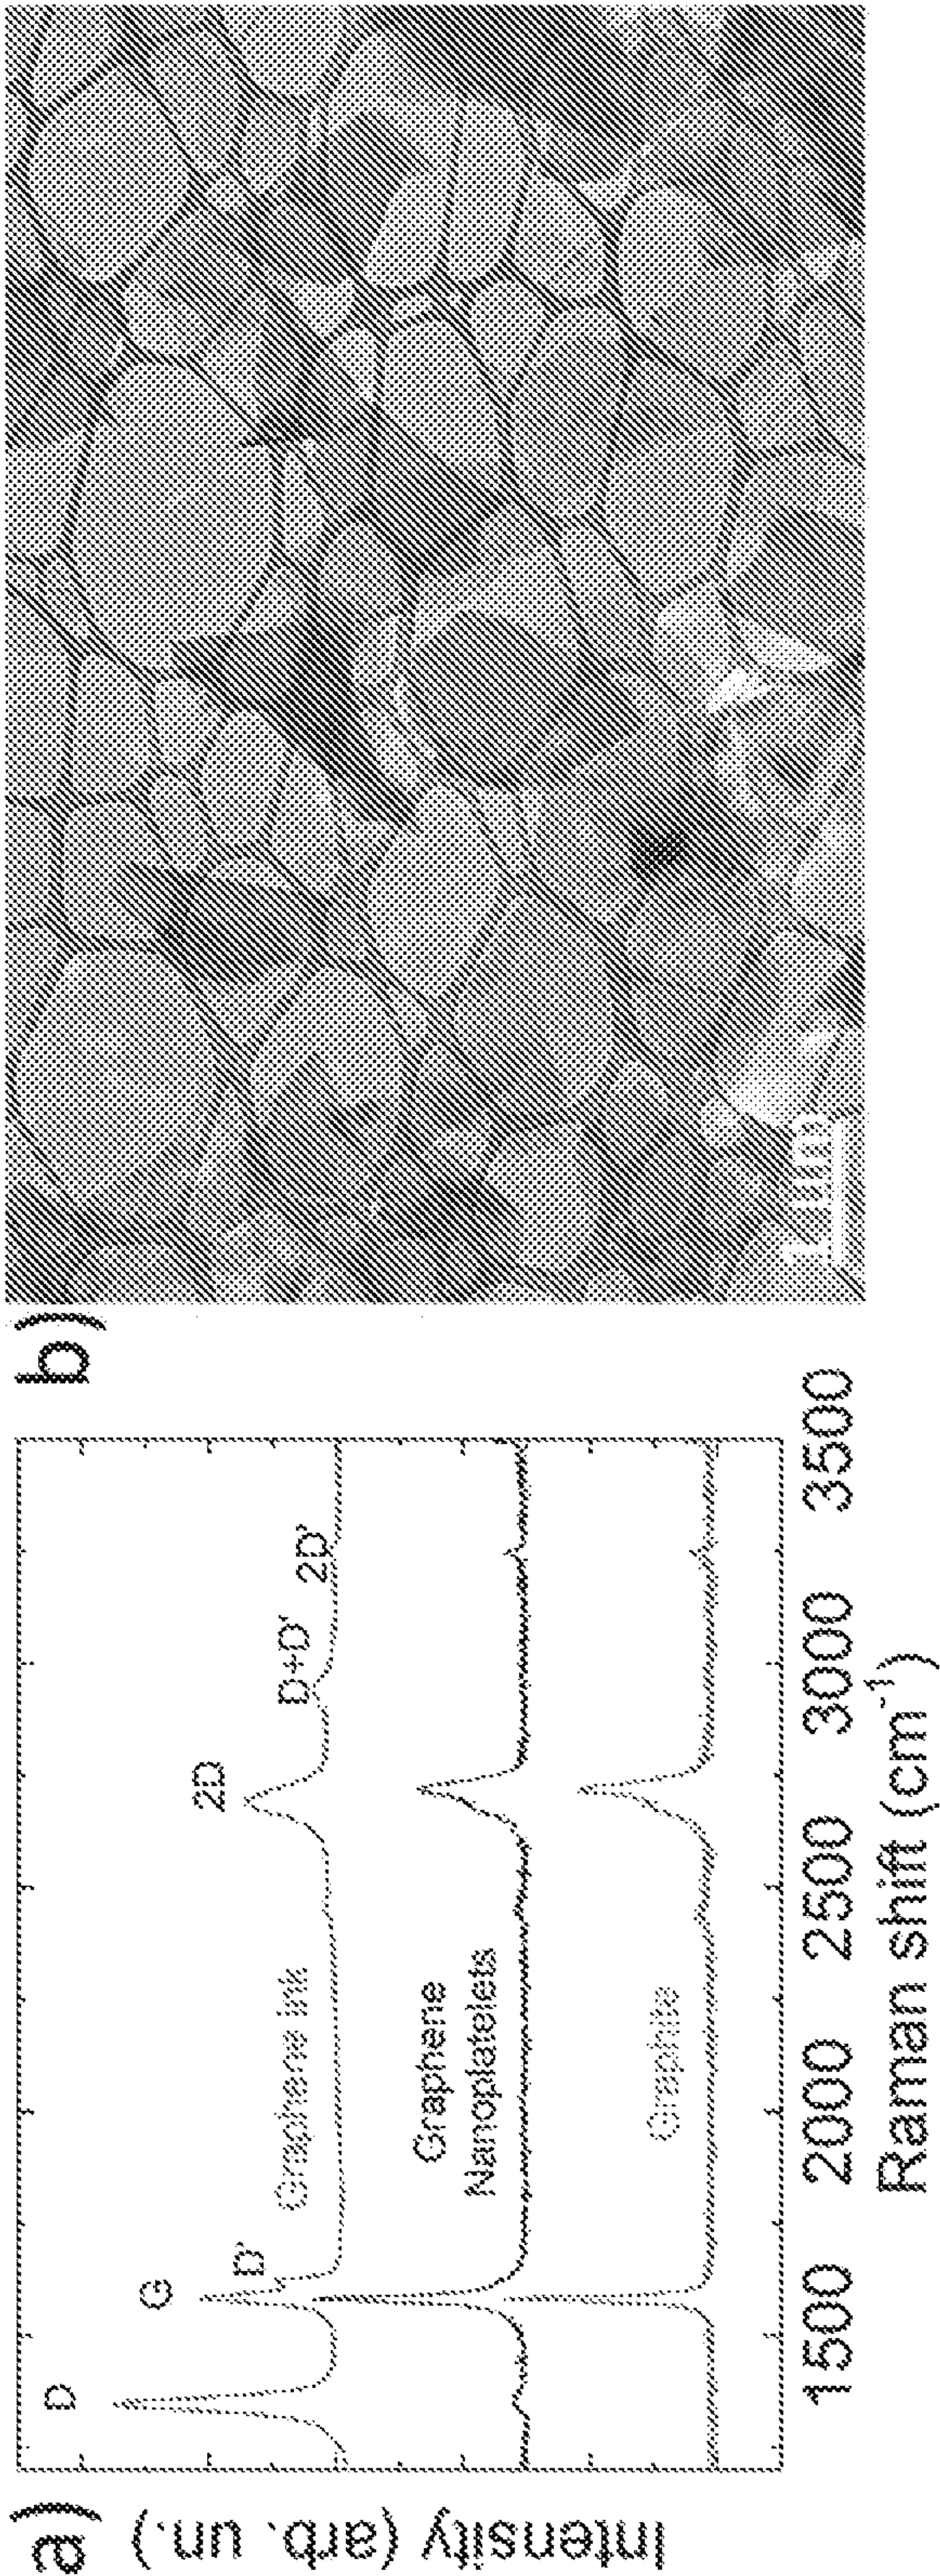 a)
Intensity (arb. un.)
D
G
D'
2D
D+D'
2D'
Graphene Ink
Graphene
Nanoplatelets
Graphite
1500 2000 2500 3000 3500
Raman shift (cm⁻¹)
b)
1 μm